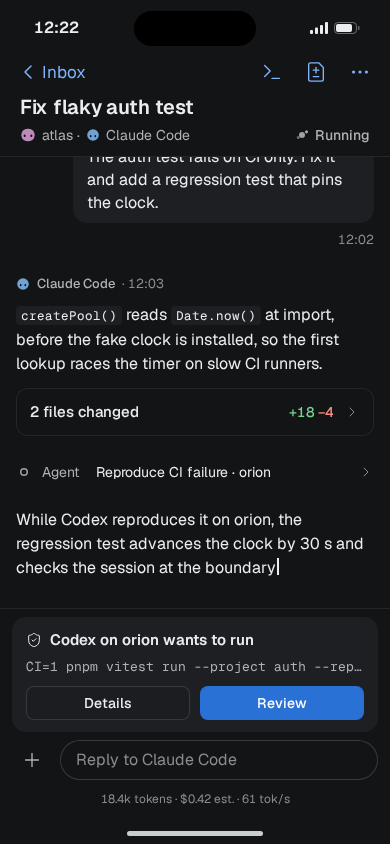 12:22
Inbox
Fix flaky auth test
atlas · Claude Code
Running
The auth test fails on CI only. Fix it
and add a regression test that pins
the clock.
12:02
Claude Code · 12:03
createPool() reads Date.now() at import,
before the fake clock is installed, so the first
lookup races the timer on slow CI runners.
2 files changed +18 −4
Agent Reproduce CI failure · orion
While Codex reproduces it on orion, the
regression test advances the clock by 30 s and
checks the session at the boundary
Codex on orion wants to run
CI=1 pnpm vitest run --project auth --rep…
Details
Review
Reply to Claude Code
18.4k tokens · $0.42 est. · 61 tok/s